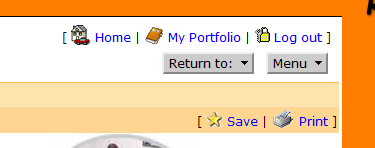 [ Home | My Portfolio | Log out ]
Return to: Menu
[ Save | Print ]